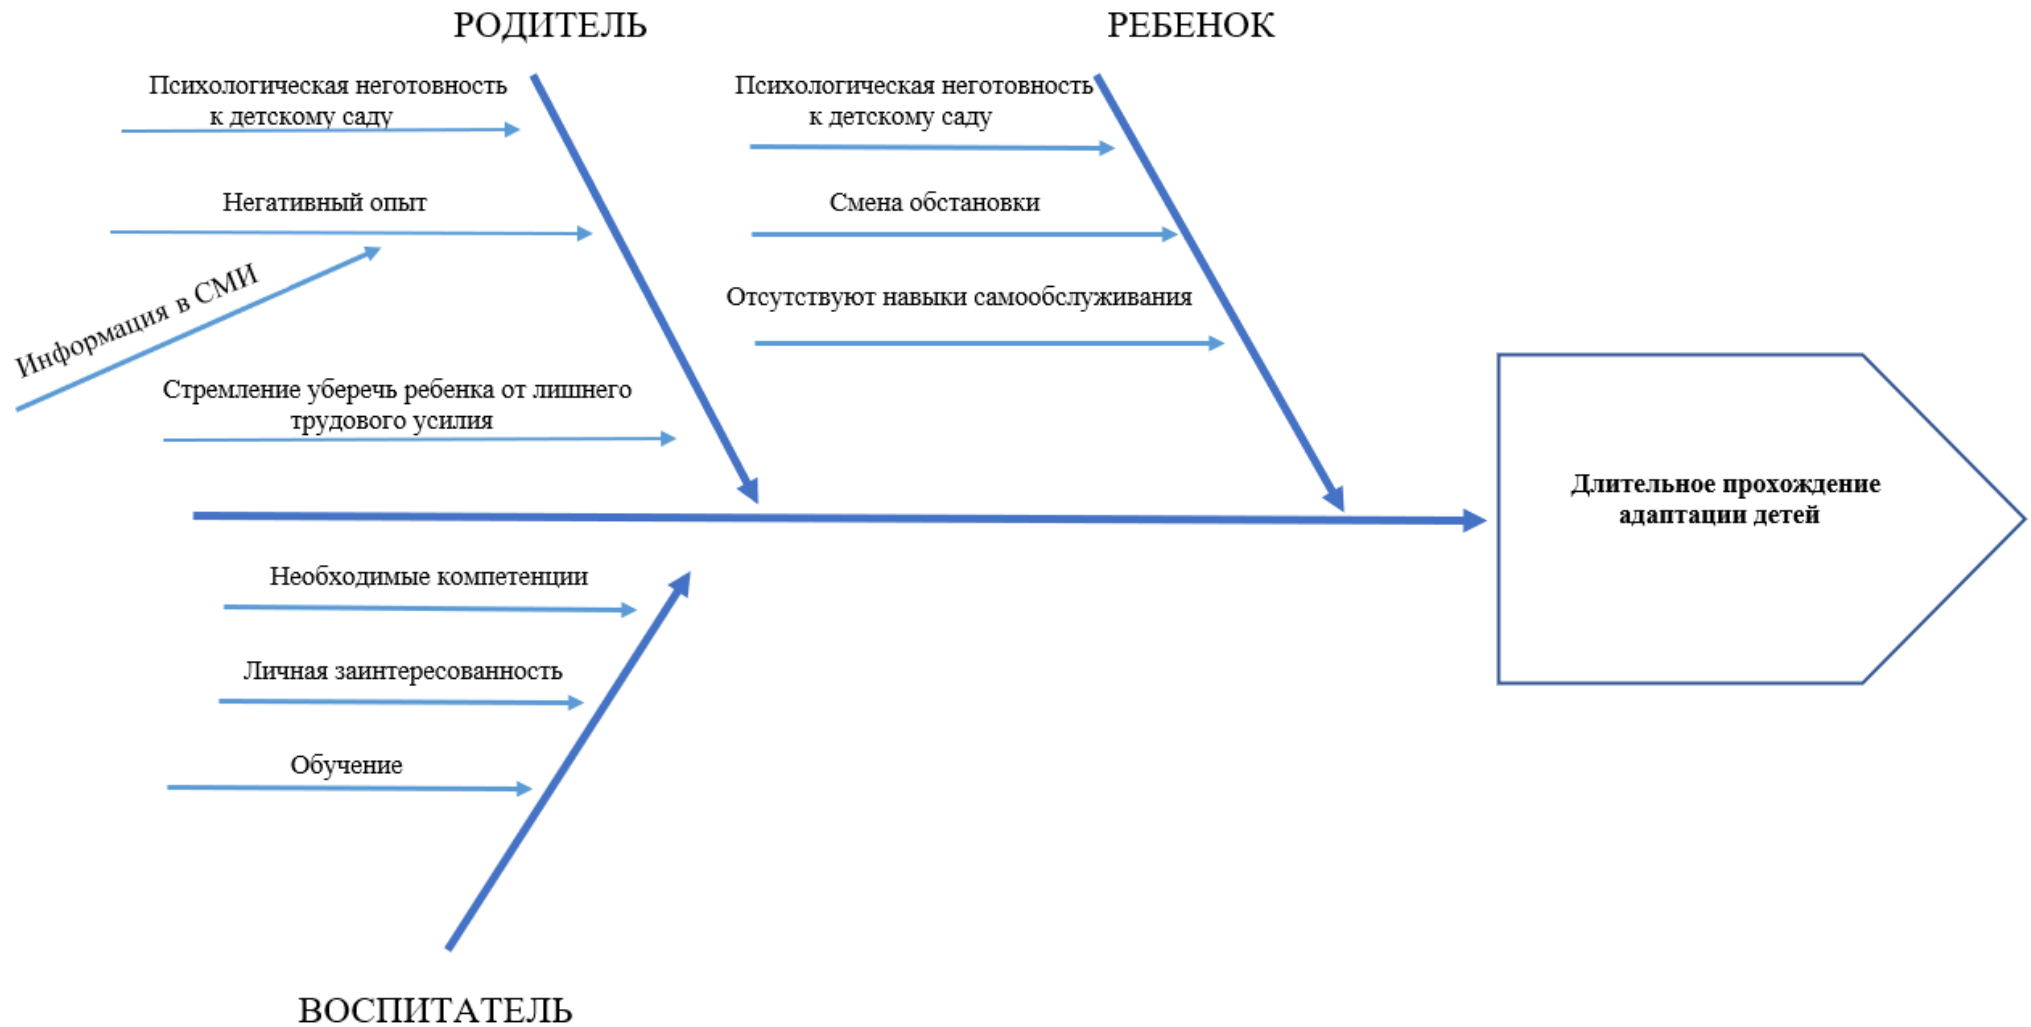 РОДИТЕЛЬ
РЕБЕНОК
Психологическая неготовность
к детскому саду
Психологическая неготовность
к детскому саду
Негативный опыт
Смена обстановки
Информация в СМИ
Отсутствуют навыки самообслуживания
Стремление уберечь ребенка от лишнего
трудового усилия
Длительное прохождение
адаптации детей
Необходимые компетенции
Личная заинтересованность
Обучение
ВОСПИТАТЕЛЬ